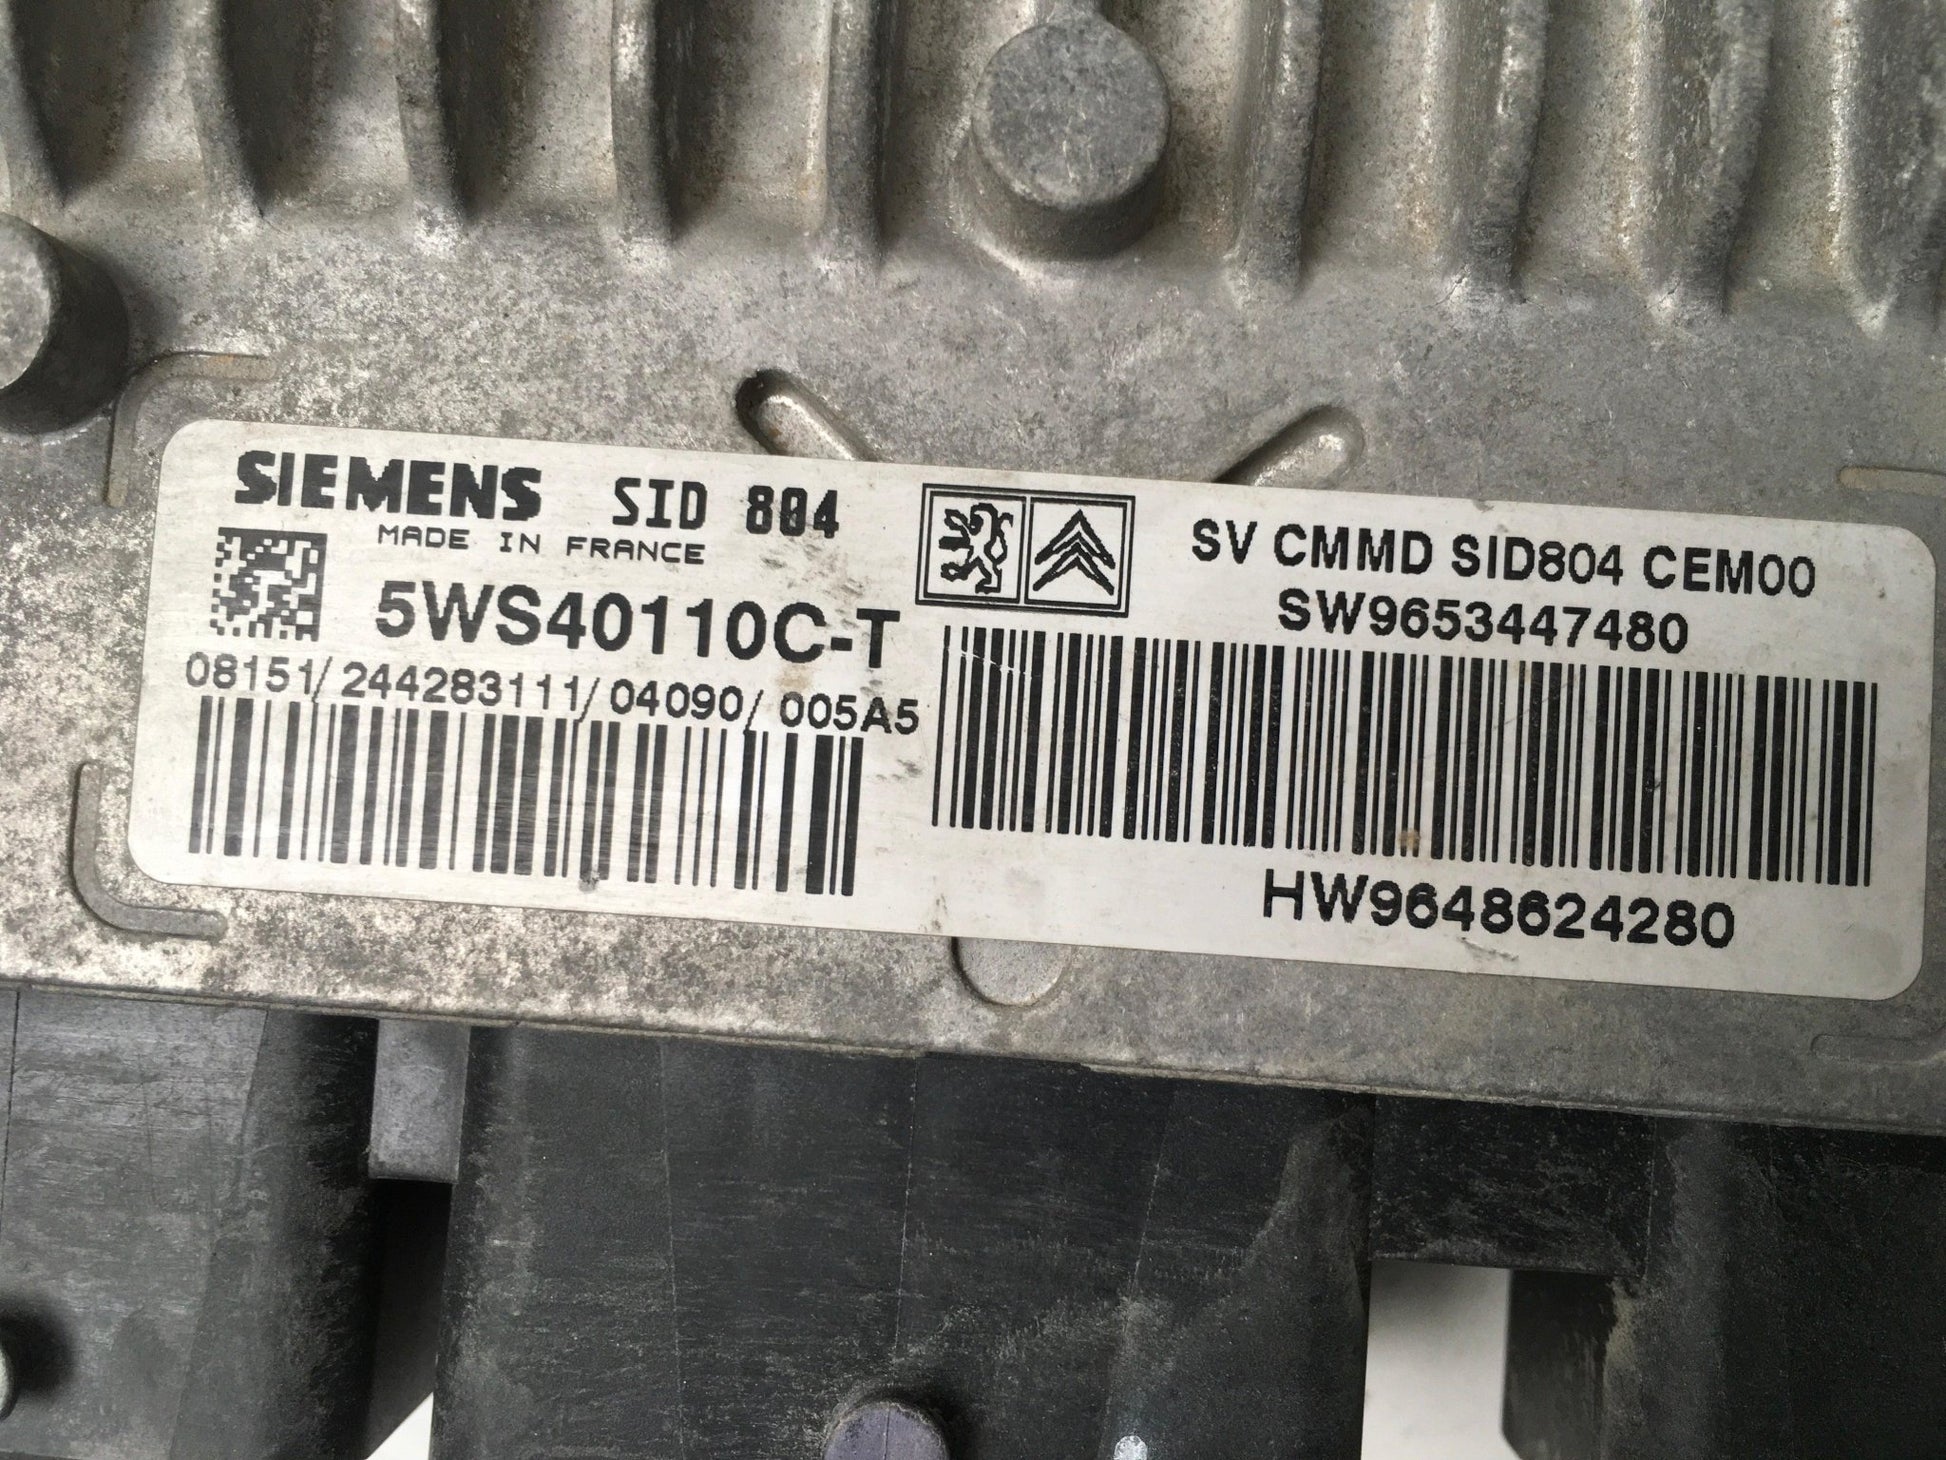 SIEMENS SID 804
MADE IN FRANCE
5WS40110C-T
08151/244283111/04090/005A5
SV CMMD SID804 CEM00
SW9653447480
HW9648624280